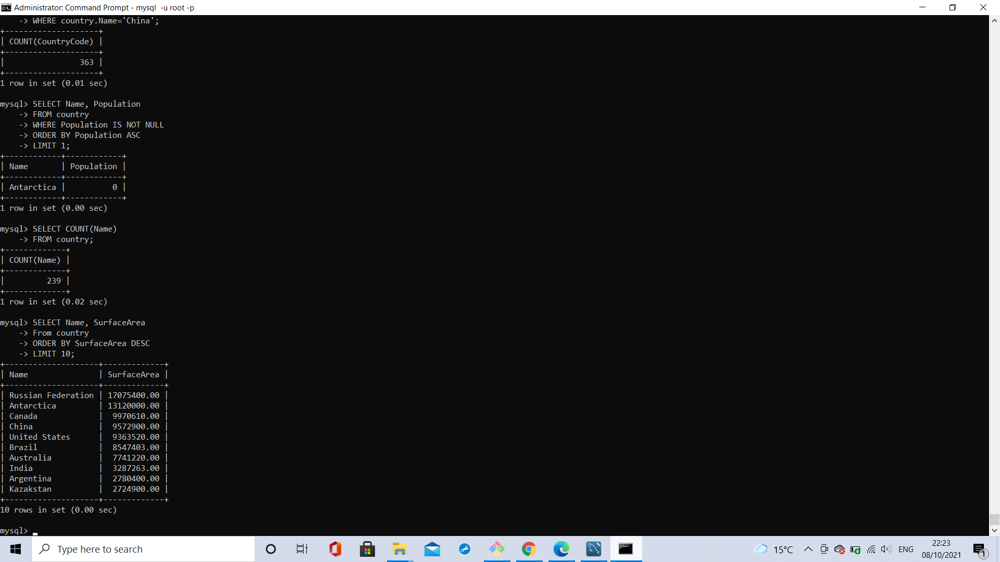 Administrator: Command Prompt - mysql  -u root -p
    -> WHERE country.Name='China';
+--------------------+
| COUNT(CountryCode) |
+--------------------+
|                363 |
+--------------------+
1 row in set (0.01 sec)

mysql> SELECT Name, Population
    -> FROM country
    -> WHERE Population IS NOT NULL
    -> ORDER BY Population ASC
    -> LIMIT 1;
+------------+------------+
| Name       | Population |
+------------+------------+
| Antarctica |          0 |
+------------+------------+
1 row in set (0.00 sec)

mysql> SELECT COUNT(Name)
    -> FROM country;
+-------------+
| COUNT(Name) |
+-------------+
|         239 |
+-------------+
1 row in set (0.02 sec)

mysql> SELECT Name, SurfaceArea
    -> From country
    -> ORDER BY SurfaceArea DESC
    -> LIMIT 10;
+--------------------+-------------+
| Name               | SurfaceArea |
+--------------------+-------------+
| Russian Federation | 17075400.00 |
| Antarctica         | 13120000.00 |
| Canada             |  9970610.00 |
| China              |  9572900.00 |
| United States      |  9363520.00 |
| Brazil             |  8547403.00 |
| Australia          |  7741220.00 |
| India              |  3287263.00 |
| Argentina          |  2780400.00 |
| Kazakstan          |  2724900.00 |
+--------------------+-------------+
10 rows in set (0.00 sec)

mysql>
Type here to search
15°C
ENG
22:23
08/10/2021
1